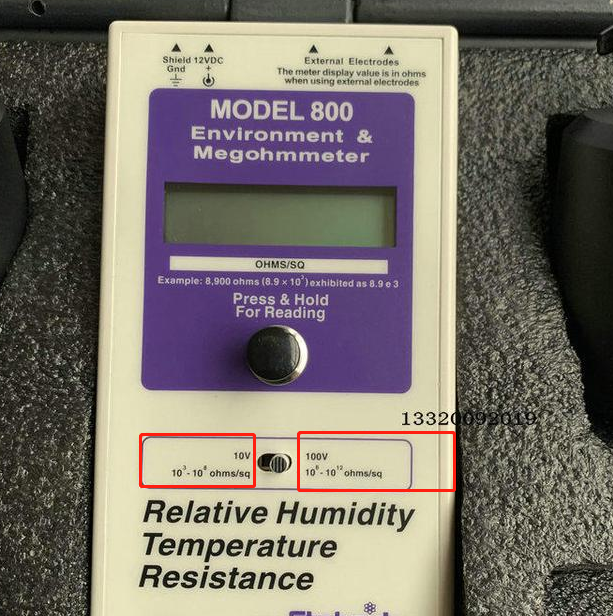 Shield 12VDC
Gnd +
External Electrodes
The meter display value is in ohms
when using external electrodes
MODEL 800
Environment &
Megohmmeter
OHMS/SQ
Example: 8,900 ohms (8.9 × 10³) exhibited as 8.9 e 3
Press & Hold
For Reading
13320092019
10V
10³ - 10⁶ ohms/sq
100V
10⁶ - 10¹² ohms/sq
Relative Humidity
Temperature
Resistance